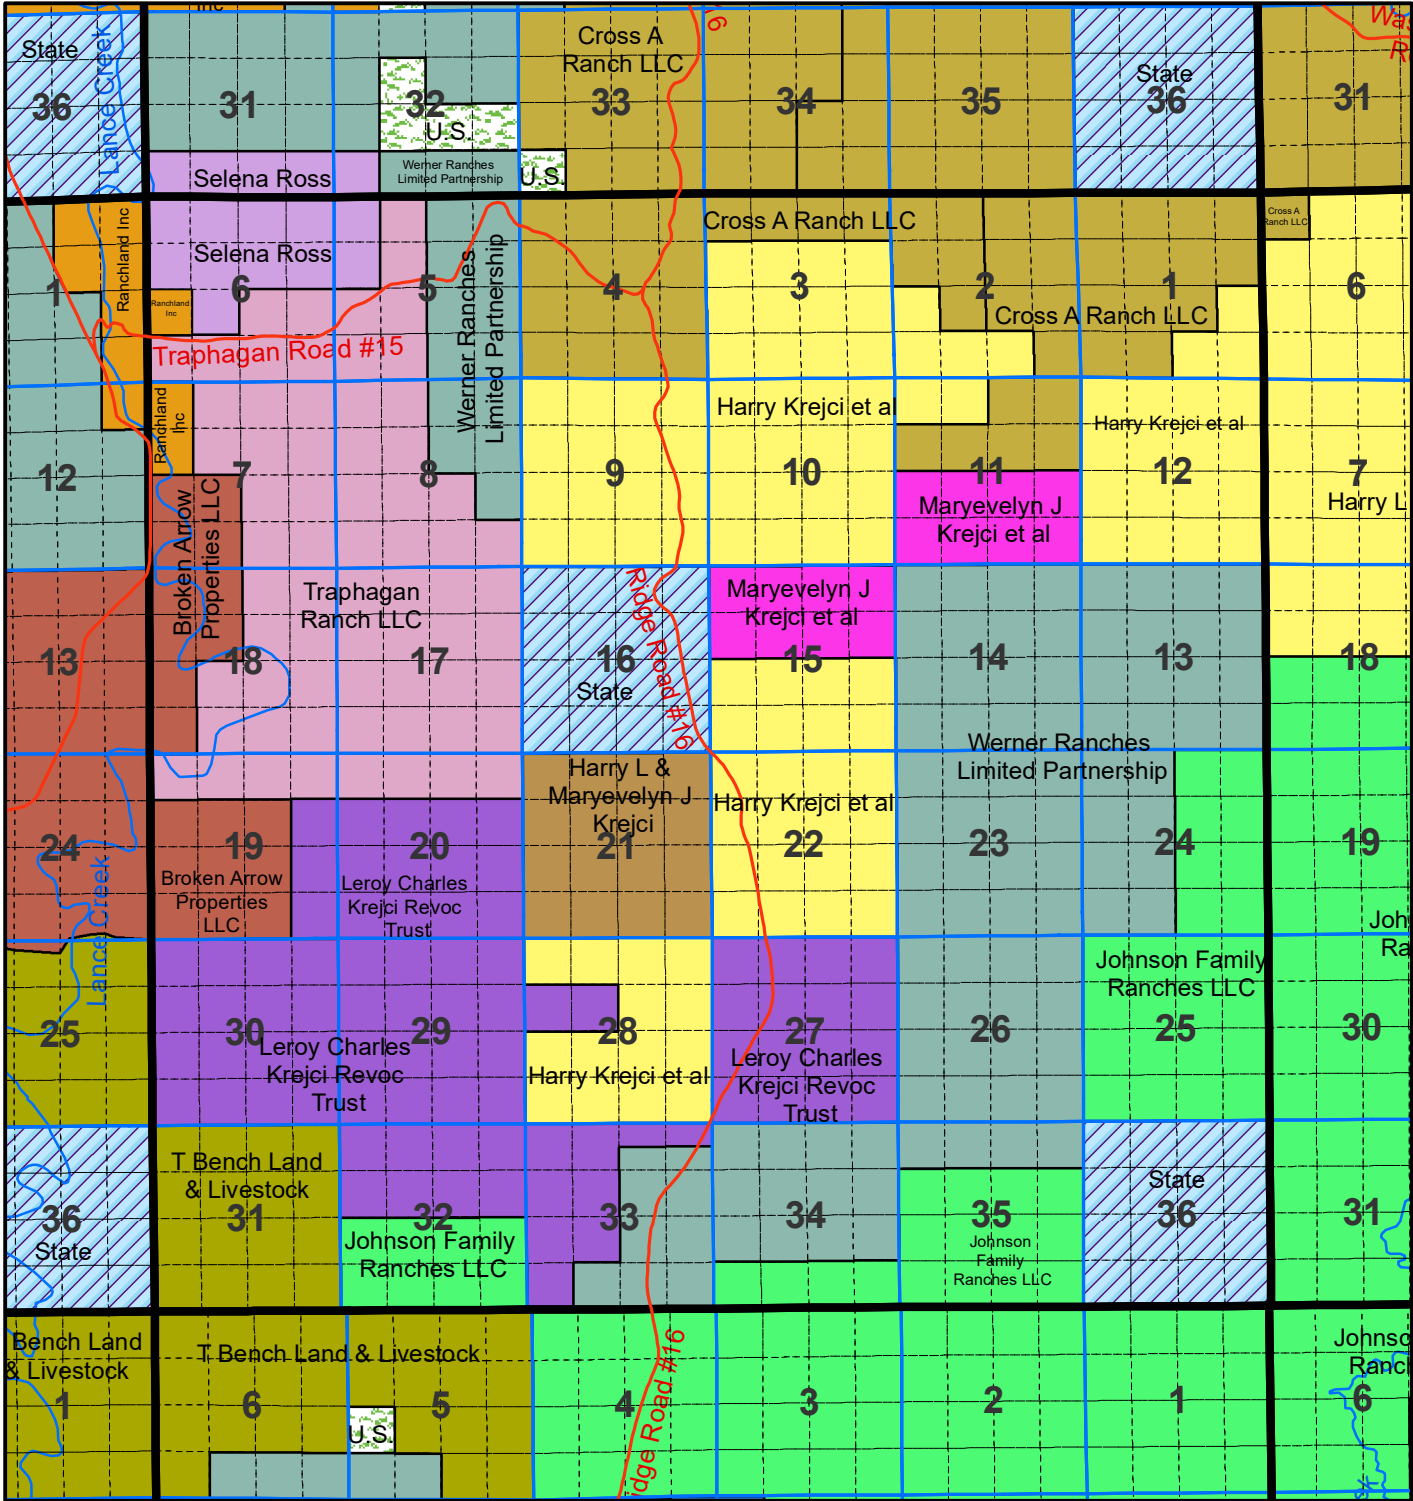 Inc
16
State
Lance Creek
36
31
32
U.S.
Cross A
Ranch LLC
33
34
35
State
36
31
Selena Ross
Werner Ranches
Limited Partnership
U.S.
1
Ranchland Inc
Selena Ross
6
Ranchland
Inc
5
Werner Ranches
Limited Partnership
4
Cross A Ranch LLC
3
2
1
Cross A Ranch LLC
Cross A
Ranch LLC
6
Traphagan Road #15
12
Ranchland
Inc
7
8
9
Harry Krejci et al
10
11
Maryevelyn J
Krejci et al
Harry Krejci et al
12
7
Harry L
Broken Arrow
Properties LLC
13
18
Traphagan
Ranch LLC
17
Ridge Road #16
16
State
Maryevelyn J
Krejci et al
15
14
13
18
Werner Ranches
Limited Partnership
24
Lance Creek
19
Broken Arrow
Properties
LLC
20
Leroy Charles
Krejci Revoc
Trust
Harry L &
Maryevelyn J
Krejci
21
Harry Krejci et al
22
23
24
19
25
30
29
Leroy Charles
Krejci Revoc
Trust
28
Harry Krejci et al
27
Leroy Charles
Krejci Revoc
Trust
26
Johnson Family
Ranches LLC
25
30
36
State
T Bench Land
& Livestock
31
32
Johnson Family
Ranches LLC
33
34
35
Johnson
Family
Ranches LLC
State
36
31
Bench Land
& Livestock
1
T Bench Land & Livestock
6
U.S.
5
4
idge Road #16
3
2
1
6